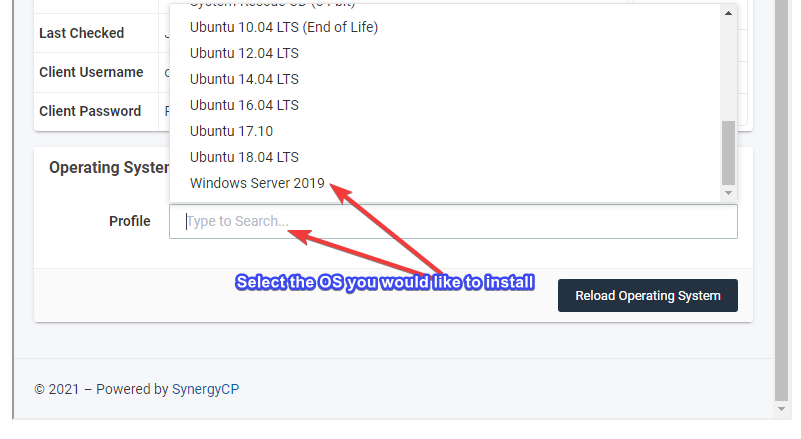 System Rescue CD (64-bit)
Ubuntu 10.04 LTS (End of Life)
Last Checked
Ubuntu 12.04 LTS
Client Username
Ubuntu 14.04 LTS
Ubuntu 16.04 LTS
Client Password
Ubuntu 17.10
Ubuntu 18.04 LTS
Operating System
Windows Server 2019
Profile
Type to Search...
Select the OS you would like to install
Reload Operating System
© 2021 – Powered by SynergyCP